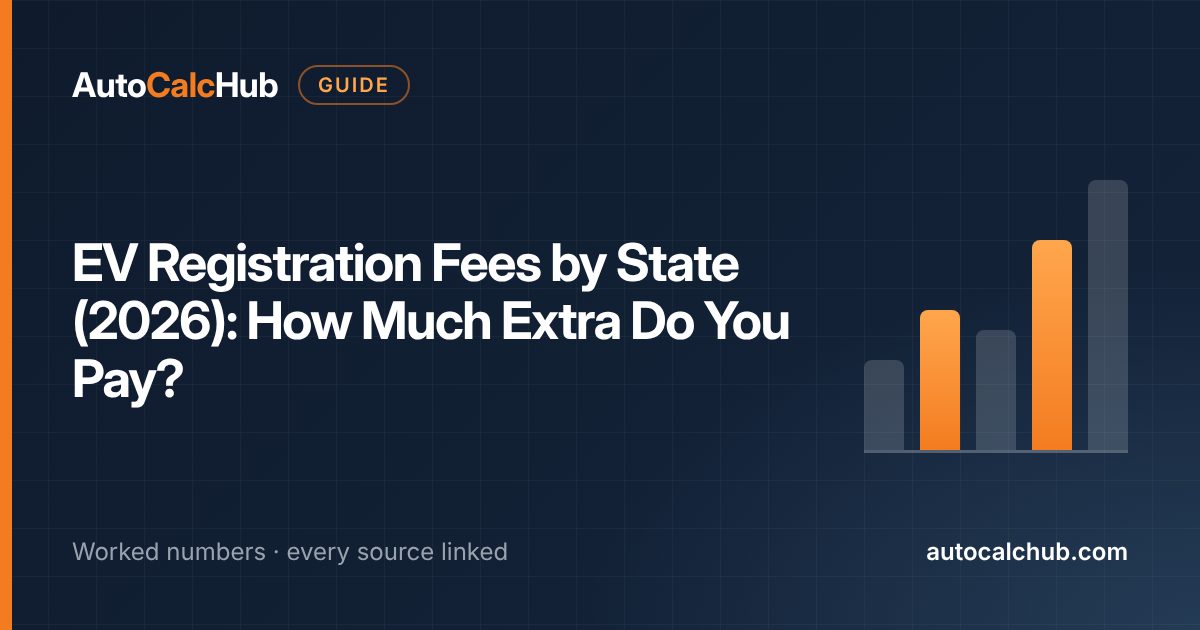 AutoCalcHub
GUIDE
EV Registration Fees by State
(2026): How Much Extra Do You
Pay?
Worked numbers · every source linked
autocalchub.com